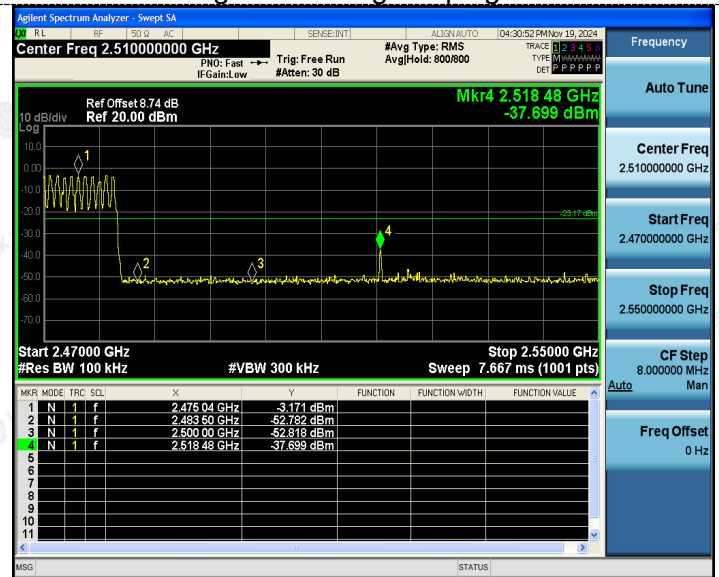 Agilent Spectrum Analyzer - Swept SA
RL RF 50 Ω AC SENSE:INT ALIGN AUTO 04:30:52 PM Nov 19, 2024
Center Freq 2.510000000 GHz
PNO: Fast
IFGain:Low
Trig: Free Run
#Atten: 30 dB
#Avg Type: RMS
Avg|Hold: 800/800
TRACE 1 2 3 4 5 6
TYPE M
DET P P P P P P
Ref Offset 8.74 dB
10 dB/div Ref 20.00 dBm
Log
Mkr4 2.518 48 GHz
-37.699 dBm
10.0
0.00
-10.0
-20.0
-30.0
-40.0
-50.0
-60.0
-70.0
1
2
3
4
-23.17 dBm
Start 2.47000 GHz Stop 2.55000 GHz
#Res BW 100 kHz #VBW 300 kHz Sweep 7.667 ms (1001 pts)
MKR MODE TRC SCL X Y FUNCTION FUNCTION WIDTH FUNCTION VALUE
1 N 1 f 2.475 04 GHz -3.171 dBm
2 N 1 f 2.483 50 GHz -52.782 dBm
3 N 1 f 2.500 00 GHz -52.818 dBm
4 N 1 f 2.518 48 GHz -37.699 dBm
5
6
7
8
9
10
11
MSG STATUS
Frequency
Auto Tune
Center Freq
2.510000000 GHz
Start Freq
2.470000000 GHz
Stop Freq
2.550000000 GHz
CF Step
8.000000 MHz
Auto Man
Freq Offset
0 Hz